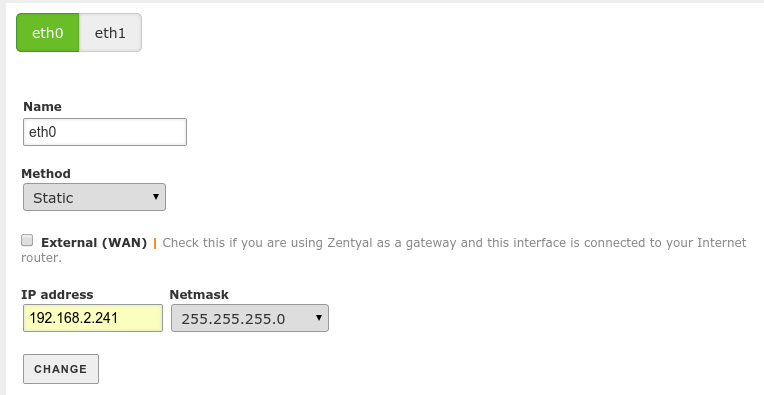 eth0 eth1
Name
eth0
Method
Static
External (WAN) | Check this if you are using Zentyal as a gateway and this interface is connected to your Internet
router.
IP address Netmask
192.168.2.241 255.255.255.0
CHANGE